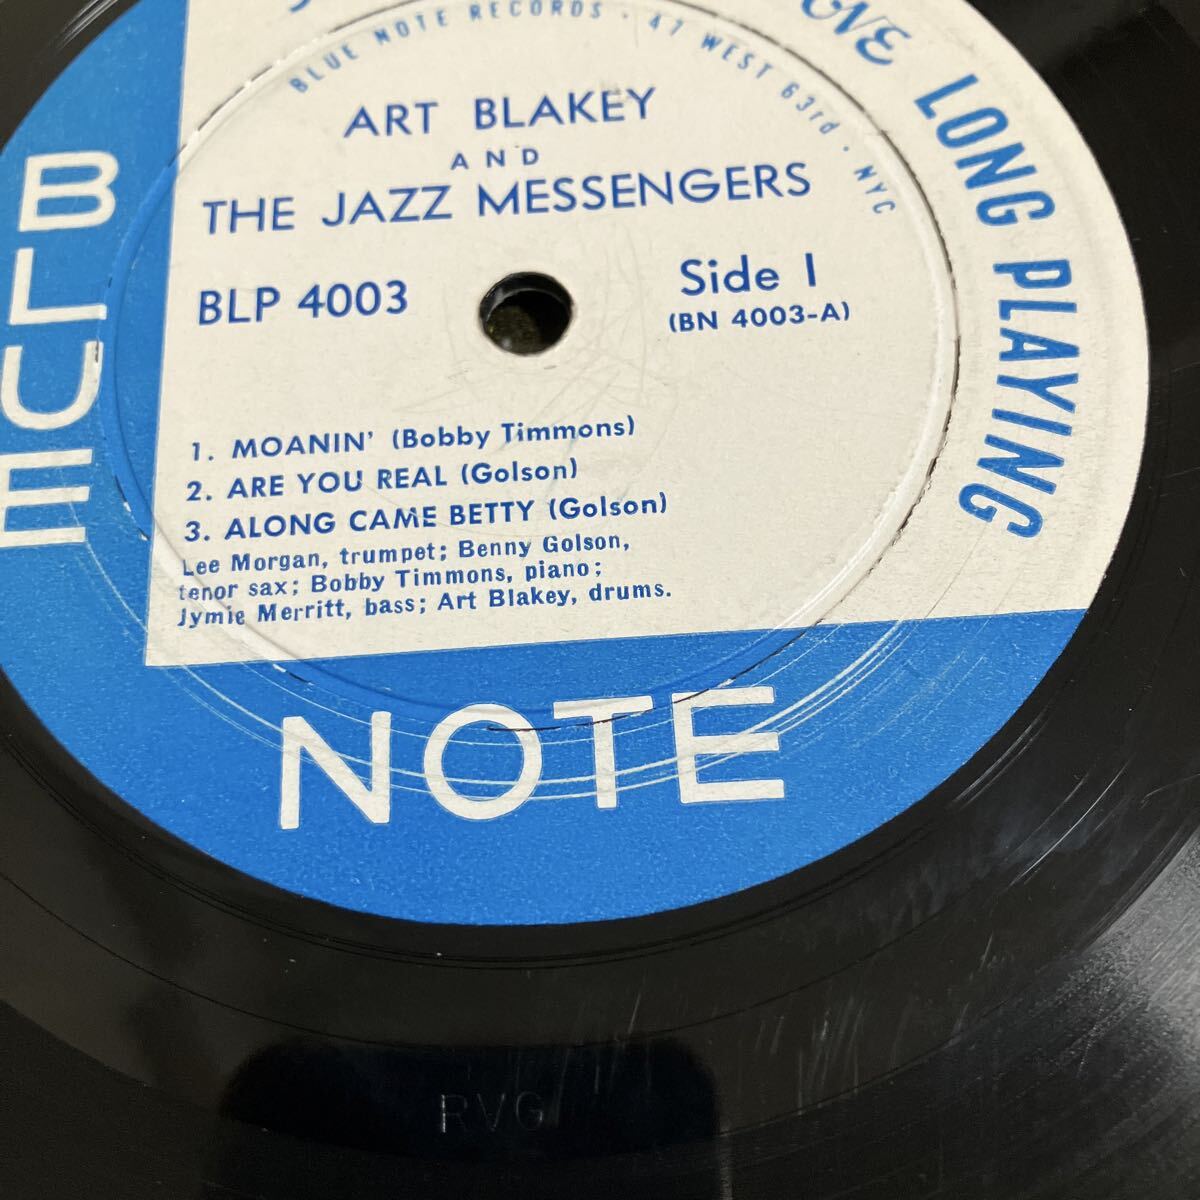 BLUE NOTE RECORDS · 47 WEST 63rd · NYC
LONG PLAYING
ART BLAKEY
AND
THE JAZZ MESSENGERS
BLP 4003
Side 1
(BN 4003-A)
1. MOANIN' (Bobby Timmons)
2. ARE YOU REAL (Golson)
3. ALONG CAME BETTY (Golson)
Lee Morgan, trumpet; Benny Golson,
tenor sax; Bobby Timmons, piano;
Jymie Merritt, bass; Art Blakey, drums.
BLUE
NOTE
RVG